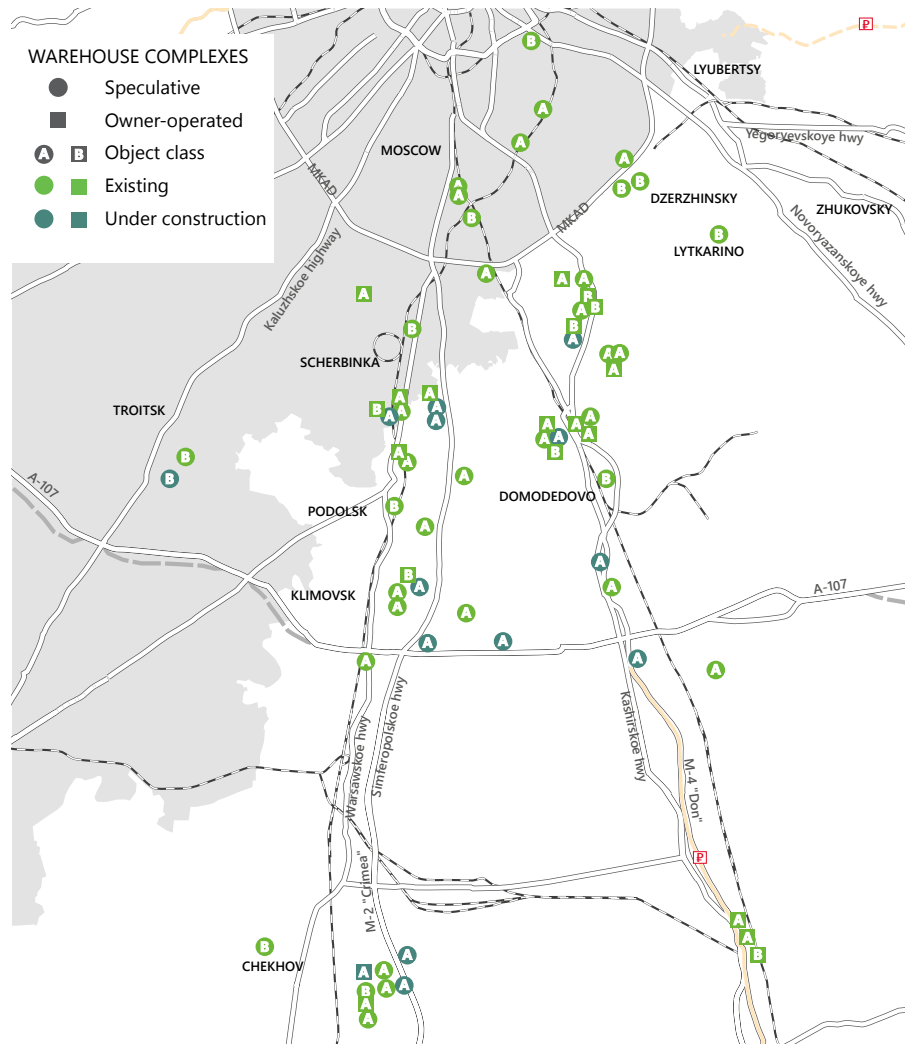 WAREHOUSE COMPLEXES
Speculative
Owner-operated
A B Object class
Existing
Under construction
₽
B
LYUBERTSY
A
Yegoryevskoye hwy
A
MOSCOW
A
MKAD
B
B
A
A
DZERZHINSKY
ZHUKOVSKY
B
MKAD
Novoryazanskoye hwy
B
LYTKARINO
Kaluzhskoe highway
A
A
A
A
B
A
B
B
B
A
SCHERBINKA
A
A
A
A
A
B
A
A
A
A
TROITSK
A
A
A
A
A
A
A
B
A
A
B
A
B
A-107
DOMODEDOVO
B
B
PODOLSK
A
A
B
A
A
KLIMOVSK
A
A
A-107
A
A
A
A
A
A
A
Warsawskoe hwy
Simferopolskoe hwy
Kashirskoe hwy
M-4 "Don"
₽
M-2 "Crimea"
A
A
B
B
CHEKHOV
A
A
A
A
A
B
A
A